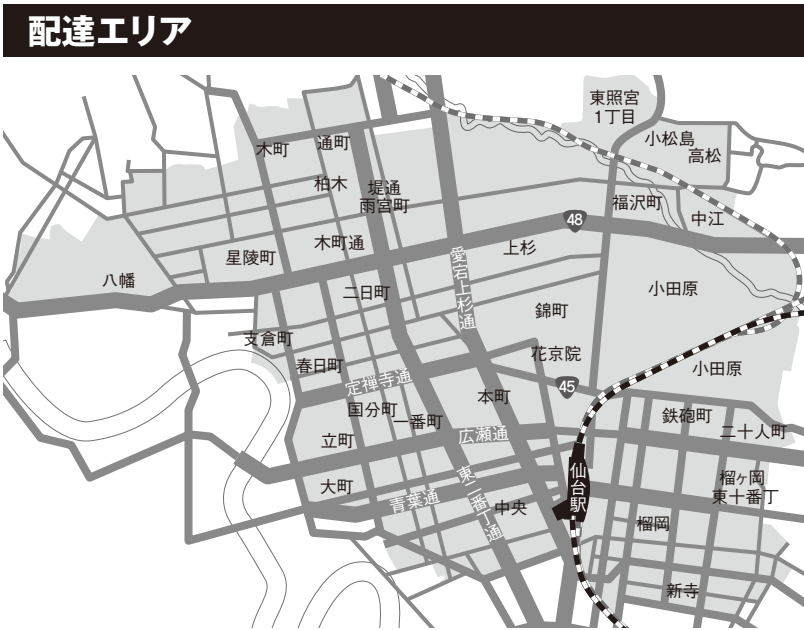 配達エリア
東照宮
1丁目
小松島
高松
木町
通町
柏木
堤通
雨宮町
福沢町
中江
48
木町通
上杉
星陵町
八幡
二日町
愛宕上杉通
小田原
錦町
支倉町
春日町
花京院
小田原
定禅寺通
45
本町
国分町
一番町
鉄砲町
二十人町
立町
広瀬通
大町
青葉通
東二番丁通
中央
仙台駅
榴ヶ岡
東十番丁
榴岡
新寺